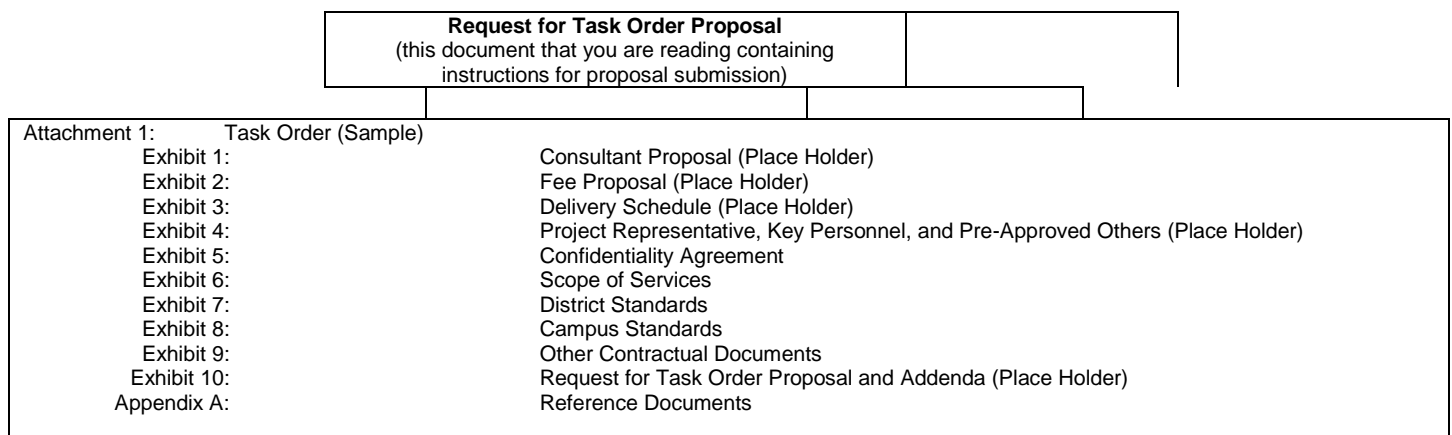 Request for Task Order Proposal
(this document that you are reading containing
instructions for proposal submission)
Attachment 1: Task Order (Sample)
Exhibit 1: Consultant Proposal (Place Holder)
Exhibit 2: Fee Proposal (Place Holder)
Exhibit 3: Delivery Schedule (Place Holder)
Exhibit 4: Project Representative, Key Personnel, and Pre-Approved Others (Place Holder)
Exhibit 5: Confidentiality Agreement
Exhibit 6: Scope of Services
Exhibit 7: District Standards
Exhibit 8: Campus Standards
Exhibit 9: Other Contractual Documents
Exhibit 10: Request for Task Order Proposal and Addenda (Place Holder)
Appendix A: Reference Documents